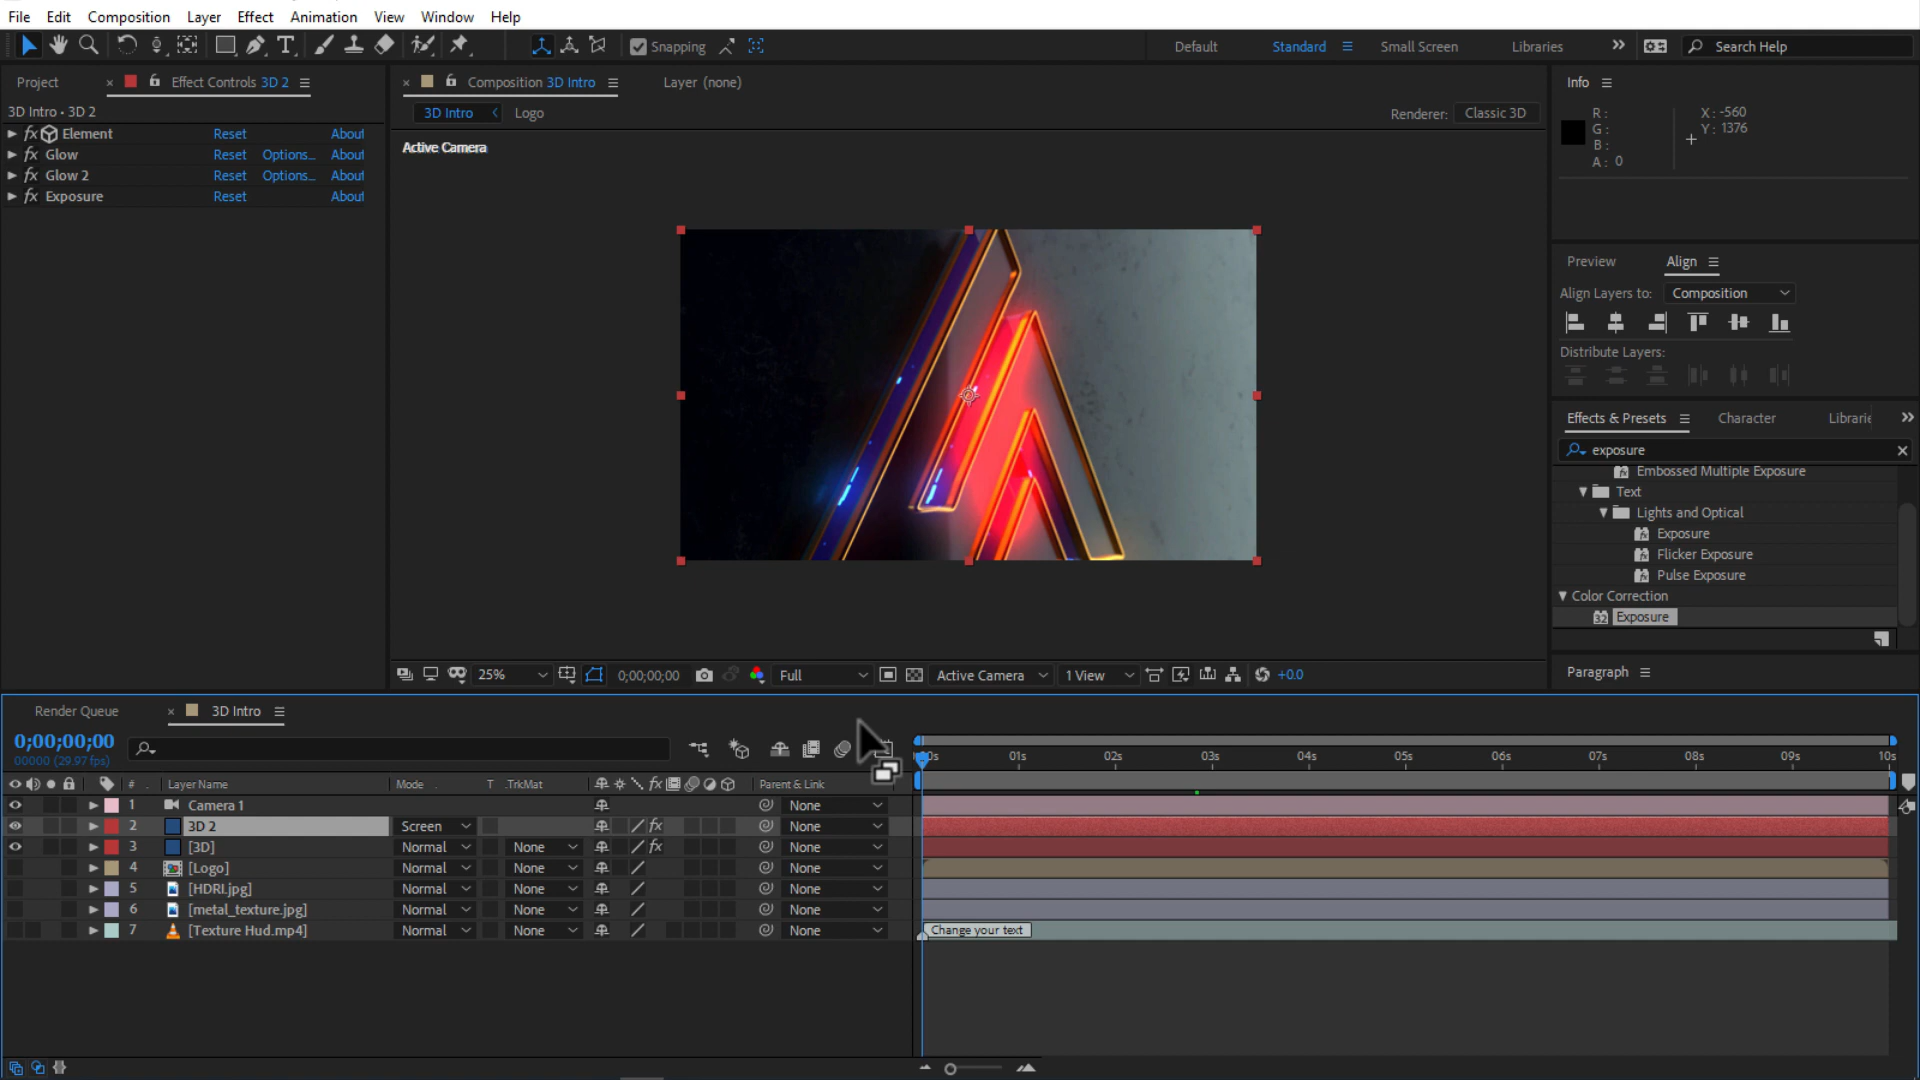 File Edit Composition Layer Effect Animation View Window Help
Snapping Default Standard Small Screen Libraries Search Help
Project Effect Controls 3D 2 Composition 3D Intro Layer (none) Info
3D Intro • 3D 2 3D Intro Logo Renderer: Classic 3D
R : X : -560
G : Y : 1376
B :
A : 0
Element Reset About
Active Camera
Glow Reset Options... About
Glow 2 Reset Options... About
Exposure Reset About
Preview Align
Align Layers to: Composition
Distribute Layers:
Effects & Presets Character Librarie
exposure
Embossed Multiple Exposure
Text
Lights and Optical
Exposure
Flicker Exposure
Pulse Exposure
Color Correction
32 Exposure
Paragraph
25% 0;00;00;00 Full Active Camera 1 View +0.0
Render Queue 3D Intro
0;00;00;00
00000 (29.97 fps)
00s 01s 02s 03s 04s 05s 06s 07s 08s 09s 10s
# Layer Name Mode T .TrkMat fx Parent & Link
1 Camera 1 None
2 3D 2 Screen fx None
3 [3D] Normal None fx None
4 [Logo] Normal None None
5 [HDRI.jpg] Normal None None
6 [metal_texture.jpg] Normal None None
7 [Texture Hud.mp4] Normal None None Change your text